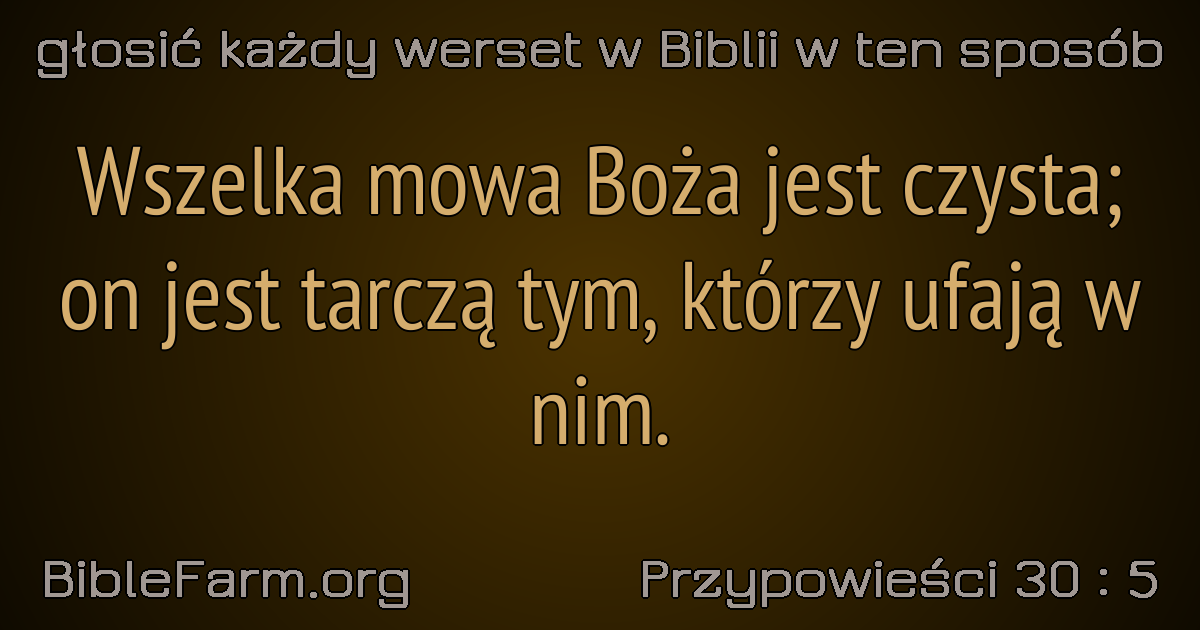 głosić każdy werset w Biblii w ten sposób
Wszelka mowa Boża jest czysta;
on jest tarczą tym, którzy ufają w
nim.
BibleFarm.org
Przypowieści 30 : 5